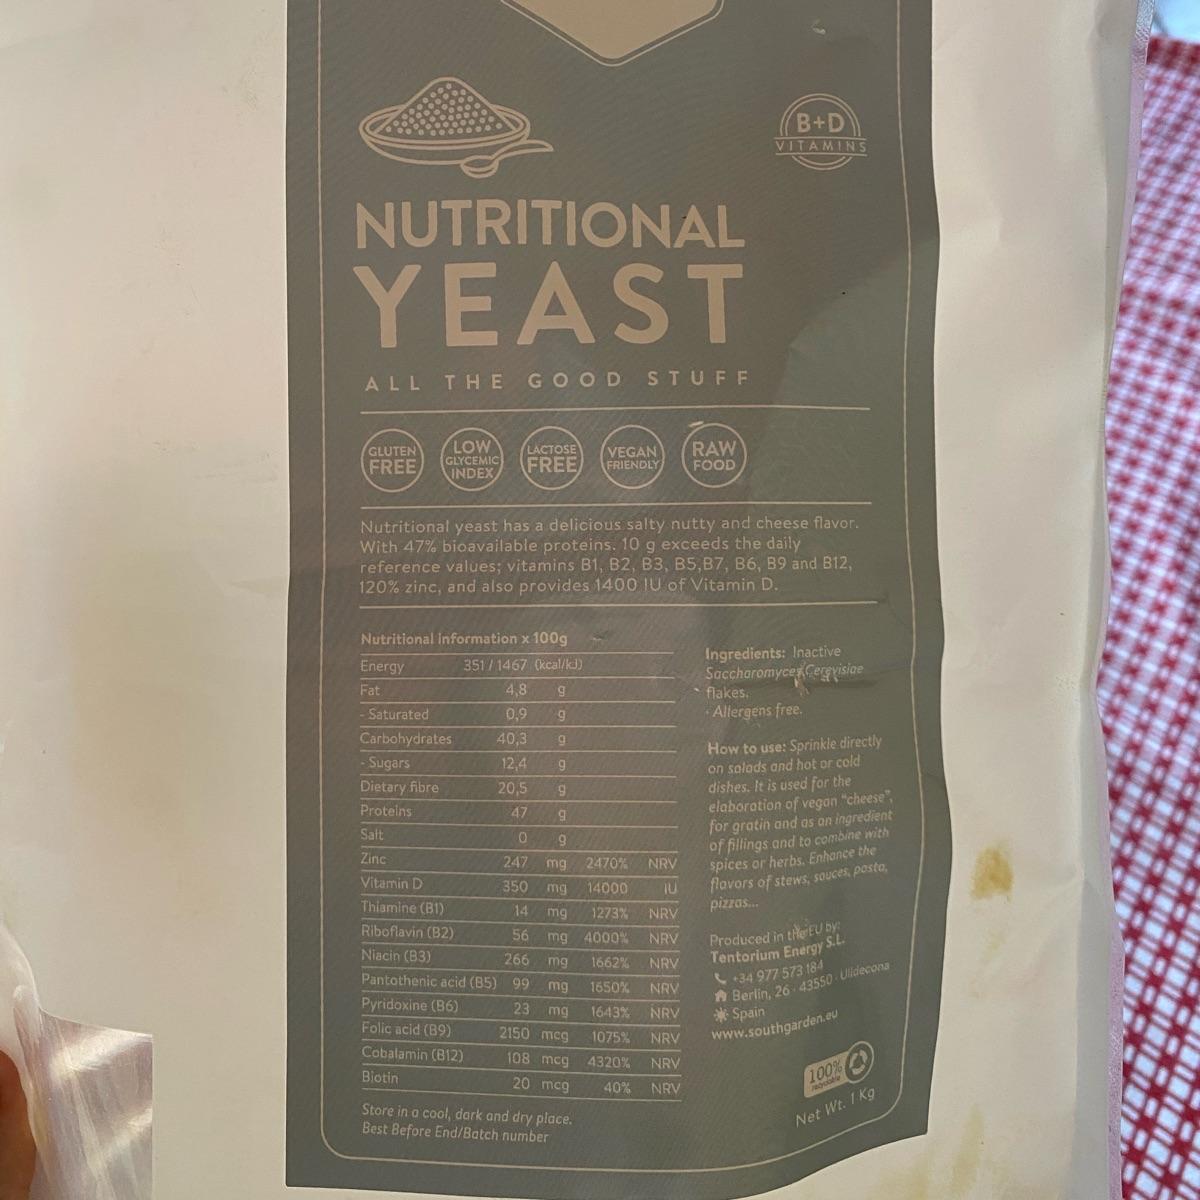 B+D
VITAMINS
NUTRITIONAL
YEAST
ALL THE GOOD STUFF
GLUTEN
FREE
LOW
GLYCEMIC
INDEX
LACTOSE
FREE
VEGAN
FRIENDLY
RAW
FOOD
Nutritional yeast has a delicious salty nutty and cheese flavor.
With 47% bioavailable proteins. 10 g exceeds the daily
reference values; vitamins B1, B2, B3, B5,B7, B6, B9 and B12,
120% zinc, and also provides 1400 IU of Vitamin D.
Nutritional Information x 100g
Energy 351 / 1467 (kcal/kJ)
Fat 4,8 g
- Saturated 0,9 g
Carbohydrates 40,3 g
- Sugars 12,4 g
Dietary fibre 20,5 g
Proteins 47 g
Salt 0 g
Zinc 247 mg 2470% NRV
Vitamin D 350 mg 14000 IU
Thiamine (B1) 14 mg 1273% NRV
Riboflavin (B2) 56 mg 4000% NRV
Niacin (B3) 266 mg 1662% NRV
Pantothenic acid (B5) 99 mg 1650% NRV
Pyridoxine (B6) 23 mg 1643% NRV
Folic acid (B9) 2150 mcg 1075% NRV
Cobalamin (B12) 108 mcg 4320% NRV
Biotin 20 mcg 40% NRV
Store in a cool, dark and dry place.
Best Before End/Batch number
Ingredients: Inactive
Saccharomyces Cerevisiae
flakes.
· Allergens free.
How to use: Sprinkle directly
on salads and hot or cold
dishes. It is used for the
elaboration of vegan "cheese",
for gratin and as an ingredient
of fillings and to combine with
spices or herbs. Enhance the
flavors of stews, sauces, pasta,
pizzas...
Produced in the EU by:
Tentorium Energy S.L.
+34 977 573 184
Berlin, 26 · 43550 · Ulldecona
Spain
www.southgarden.eu
100%
recyclable
Net Wt. 1 Kg